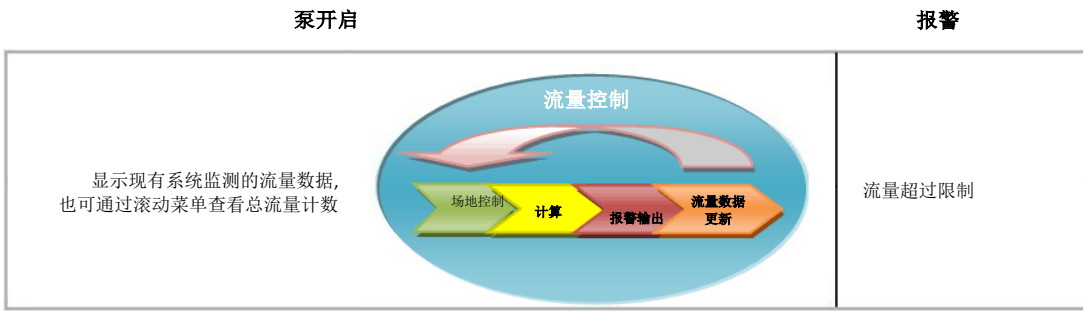 泵开启
报警
流量控制
显示现有系统监测的流量数据,
也可通过滚动菜单查看总流量计数
场地控制
计算
报警输出
流量数据
更新
流量超过限制